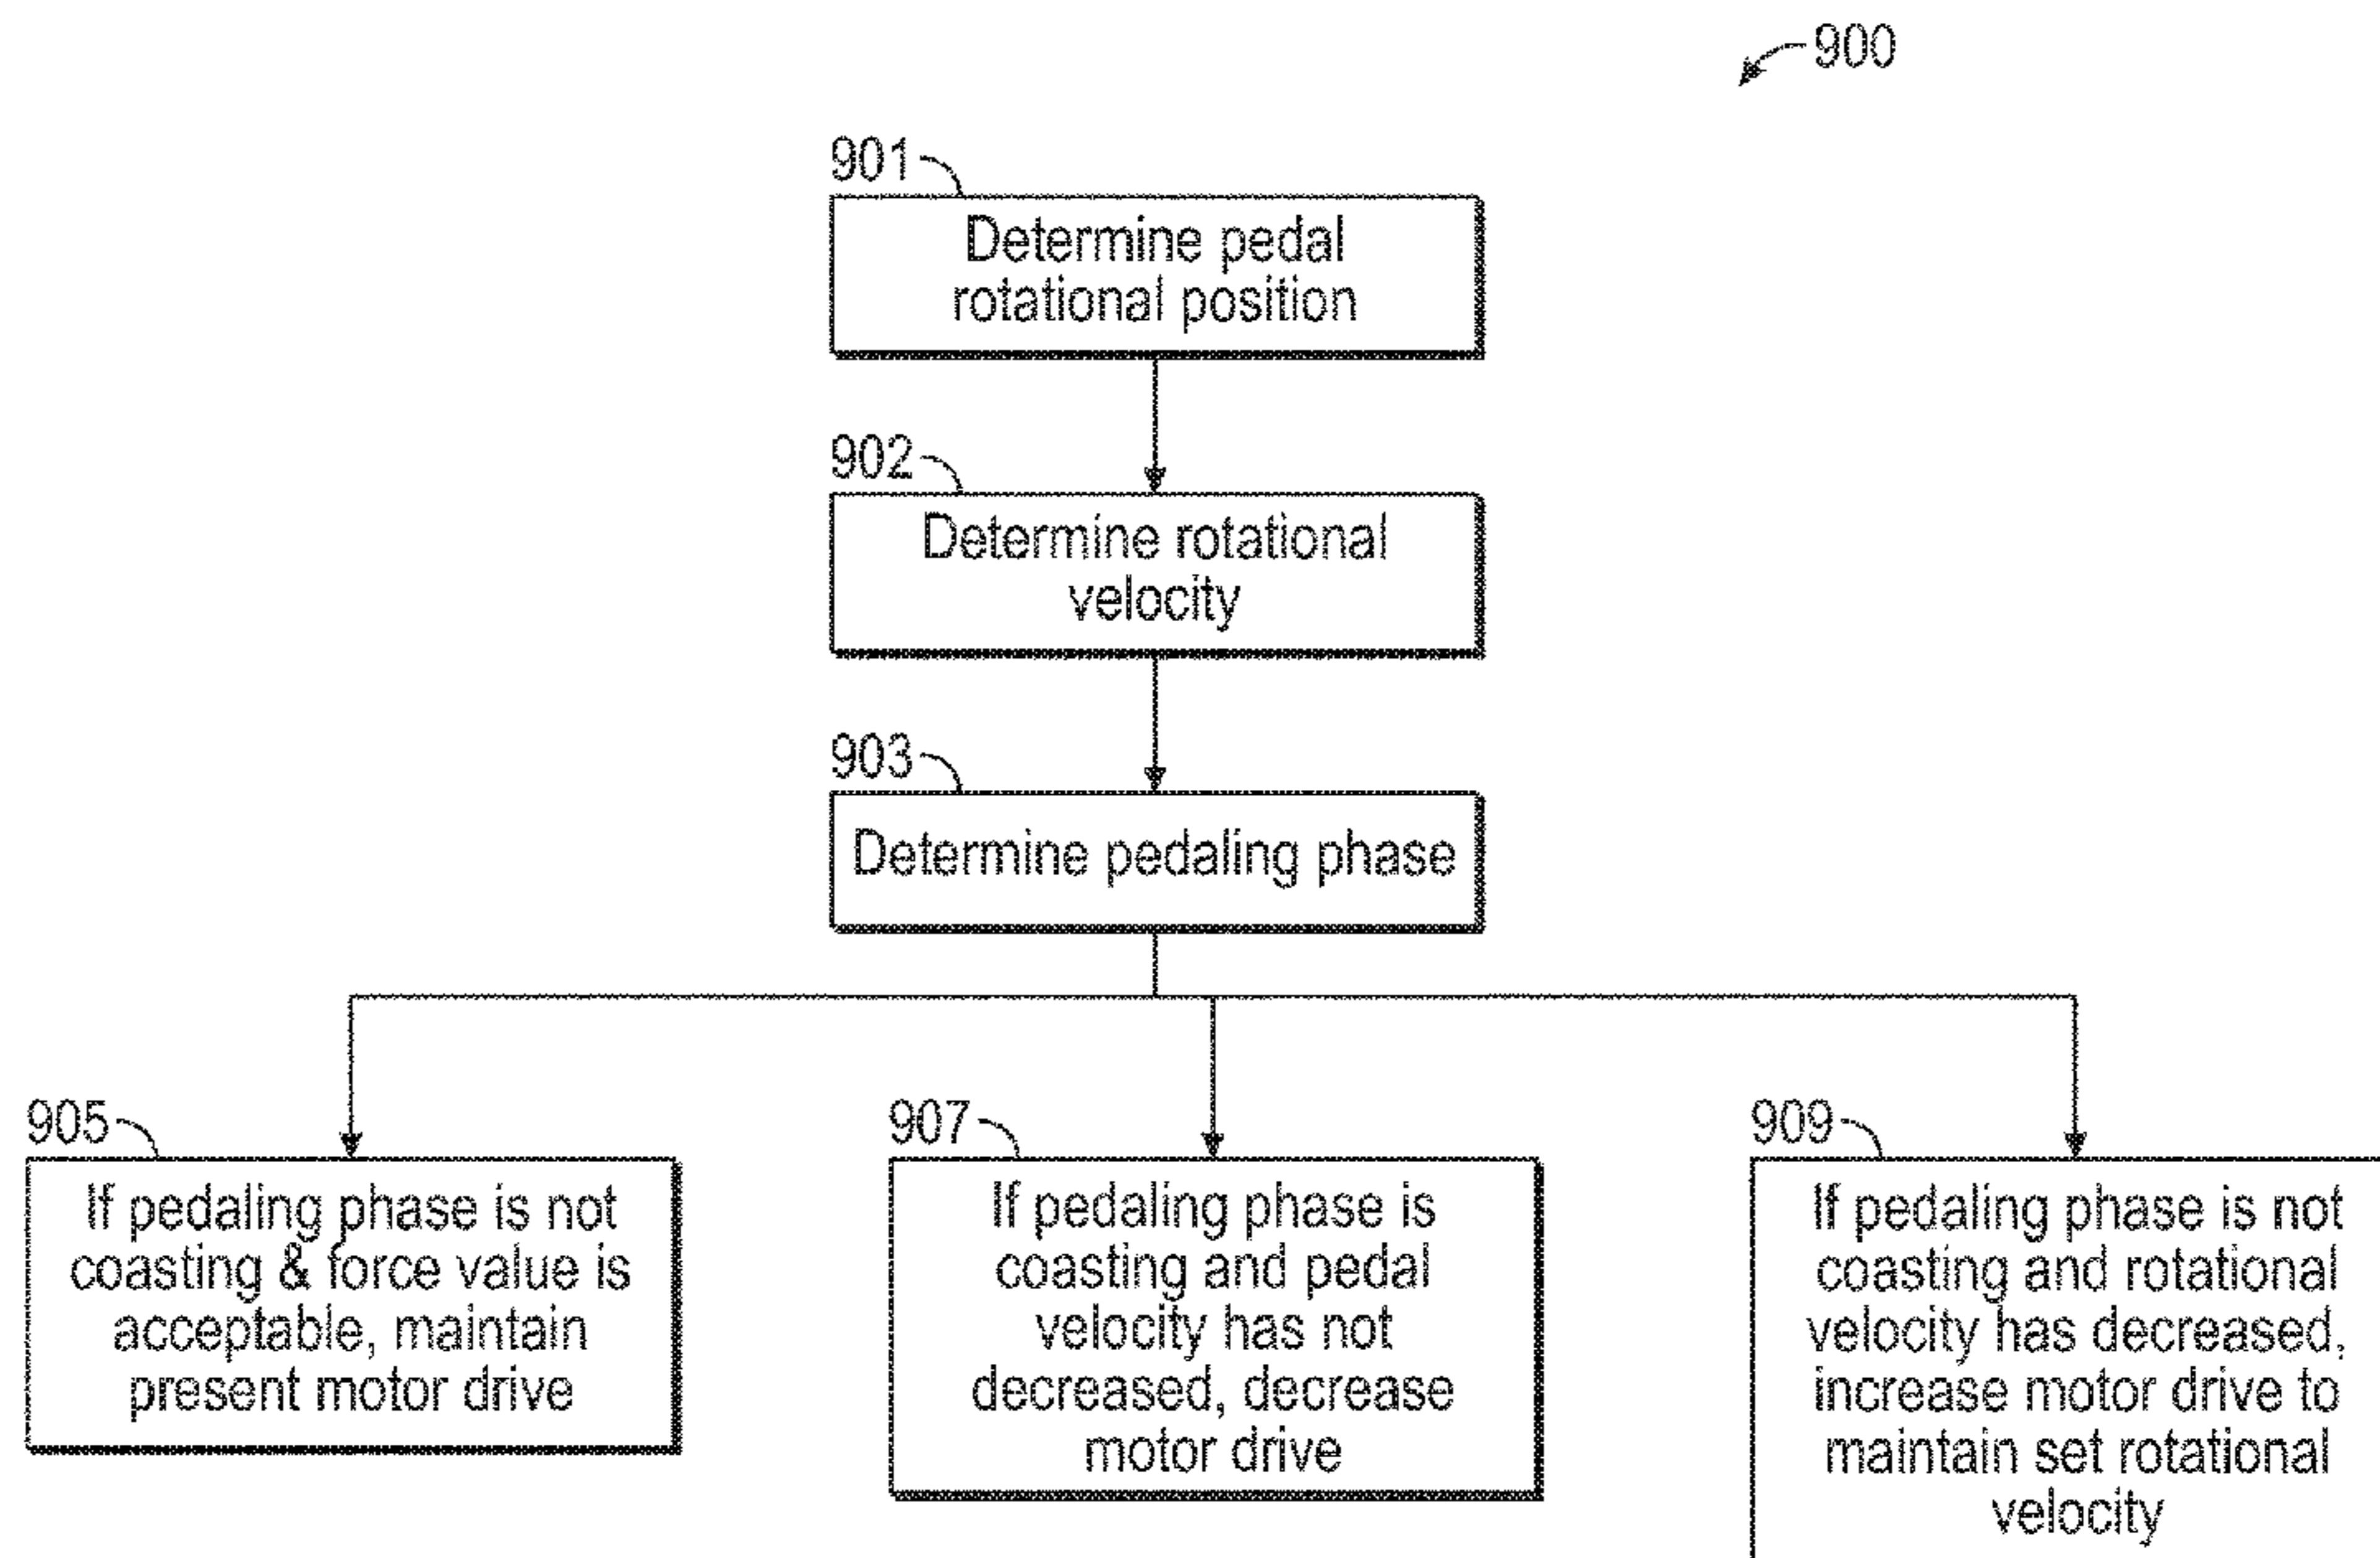 900
901
Determine pedal
rotational position
902
Determine rotational
velocity
903
Determine pedaling phase
905
If pedaling phase is not
coasting & force value is
acceptable, maintain
present motor drive
907
If pedaling phase is
coasting and pedal
velocity has not
decreased, decrease
motor drive
909
If pedaling phase is not
coasting and rotational
velocity has decreased,
increase motor drive to
maintain set rotational
velocity